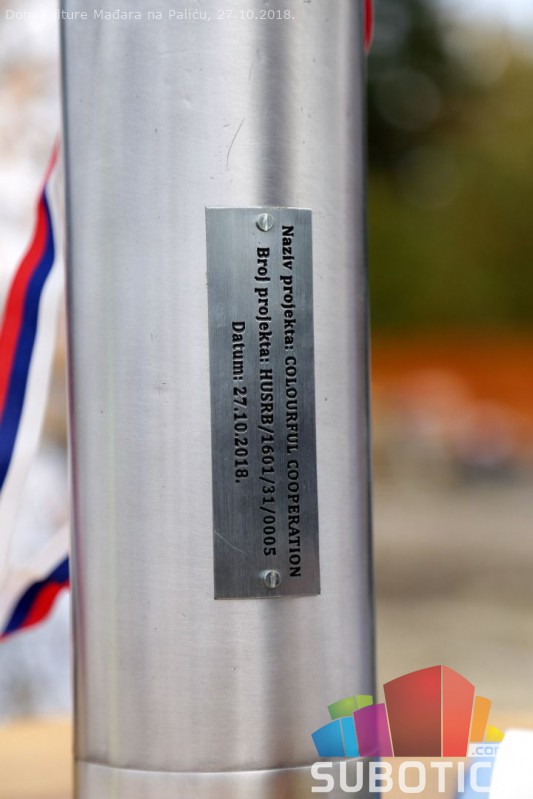 Dom kulture Mađara na Paliću, 27.10.2018.
Naziv projekta: COLOURFUL COOPERATION
Broj projekta: HUSRB/1601/31/0005
Datum: 27.10.2018.
.com
SUBOTICA